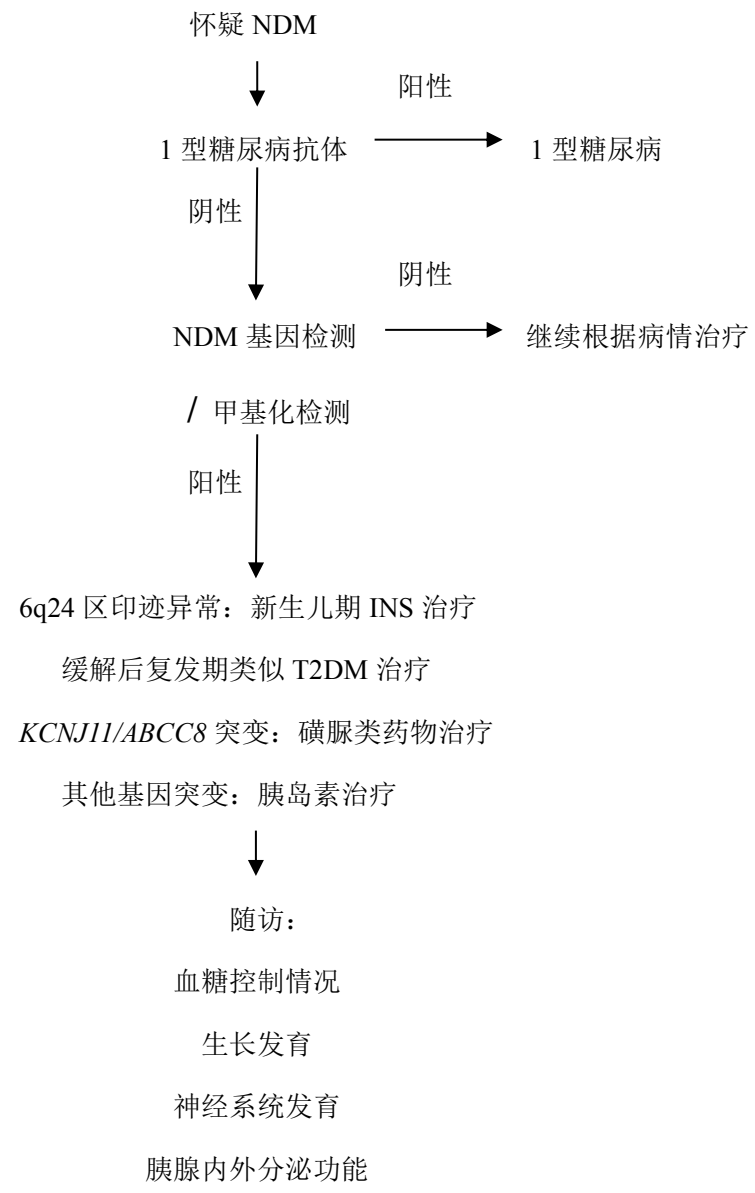 怀疑 NDM
阳性
1 型糖尿病抗体
1 型糖尿病
阴性
阴性
NDM 基因检测
继续根据病情治疗
/ 甲基化检测
阳性
6q24 区印迹异常：新生儿期 INS 治疗
缓解后复发期类似 T2DM 治疗
KCNJ11/ABCC8 突变：磺脲类药物治疗
其他基因突变：胰岛素治疗
随访：
血糖控制情况
生长发育
神经系统发育
胰腺内外分泌功能